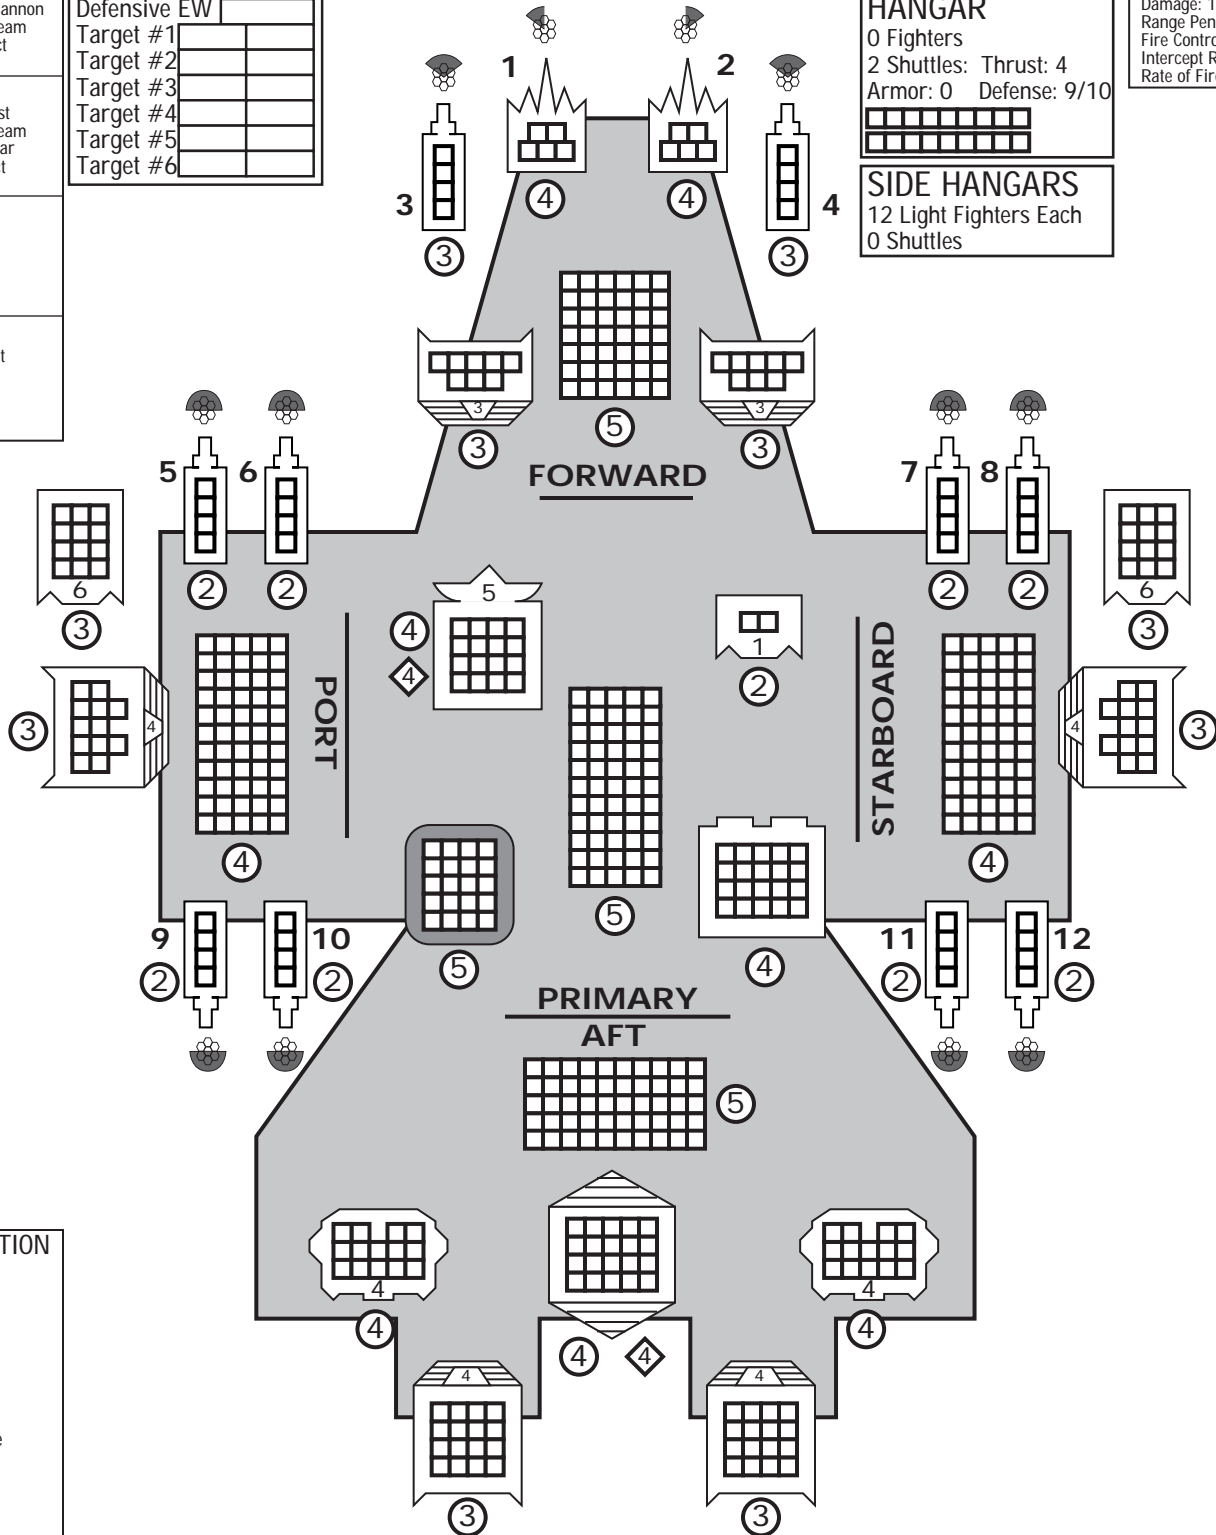 annon
eam
ct
st
eam
ar
ct
t
Defensive EW
Target #1
Target #2
Target #3
Target #4
Target #5
Target #6
HANGAR
0 Fighters
2 Shuttles: Thrust: 4
Armor: 0 Defense: 9/10
SIDE HANGARS
12 Light Fighters Each
0 Shuttles
Damage: 1
Range Pen
Fire Contro
Intercept R
Rate of Fir
1
2
3
4
4
4
3
3
3
3
3
5
3
FORWARD
5
6
7
8
2
2
2
2
6
3
6
3
5
4
4
1
2
PORT
STARBOARD
3
4
4
3
4
4
5
5
4
9
10
11
12
2
2
2
2
PRIMARY
AFT
5
4
4
4
4
4
4
4
4
3
3
TION
e